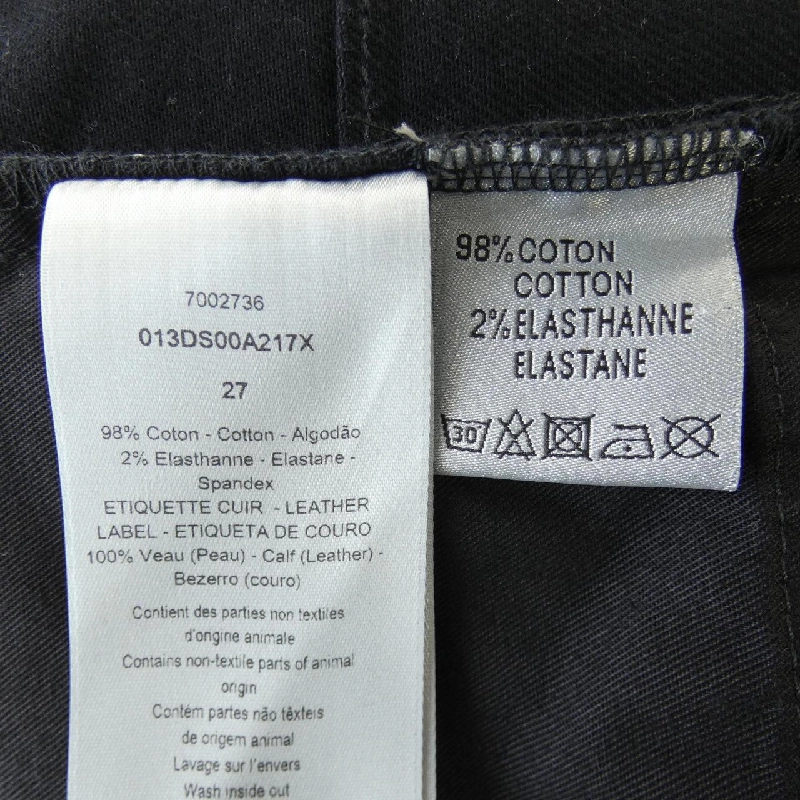 7002736
013DS00A217X
27
98% Coton - Cotton - Algodão
2% Elasthanne - Elastane -
Spandex
ETIQUETTE CUIR - LEATHER
LABEL - ETIQUETA DE COURO
100% Veau (Peau) - Calf (Leather) -
Bezerro (couro)
Contient des parties non textiles
d'origine animale
Contains non-textile parts of animal
origin
Contém partes não têxteis
de origem animal
Lavage sur l'envers
Wash inside out
98% COTON
COTTON
2% ELASTHANNE
ELASTANE
30